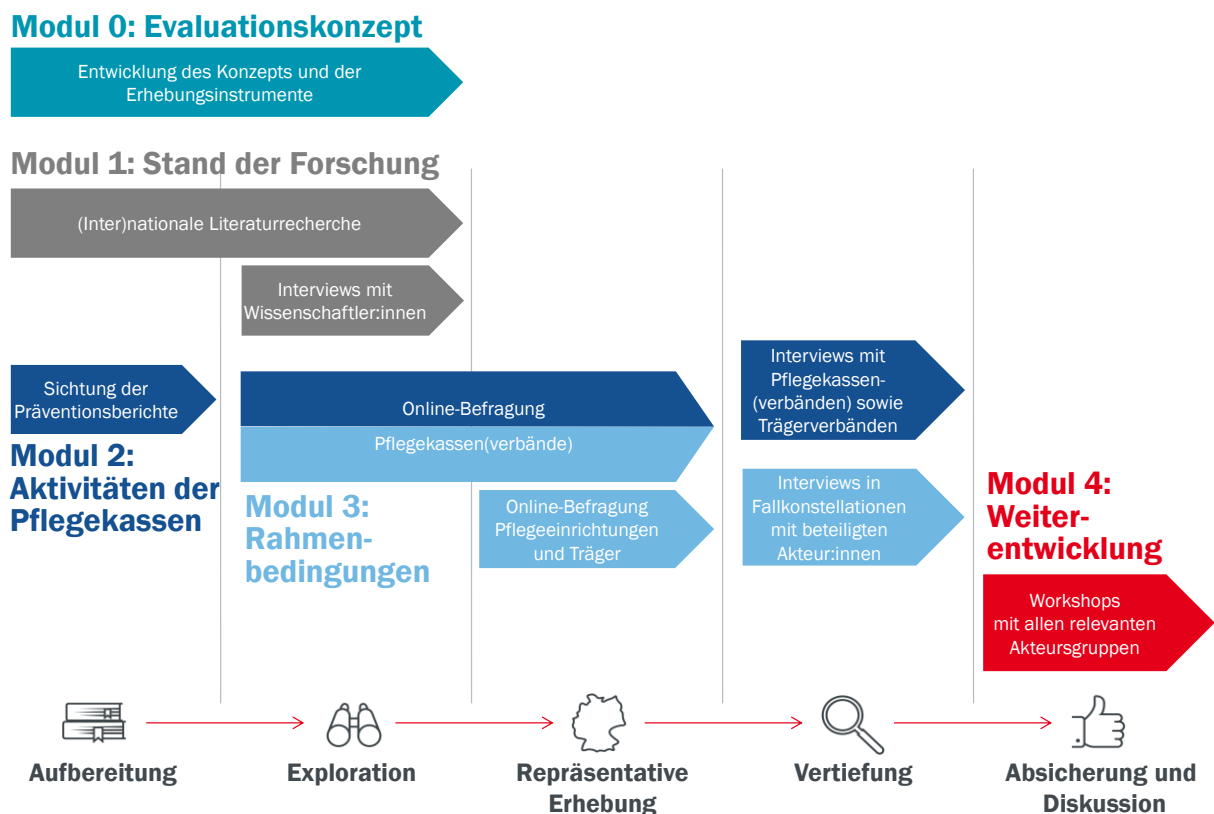 Modul 0: Evaluationskonzept
Entwicklung des Konzepts und der
Erhebungsinstrumente
Modul 1: Stand der Forschung
(Inter)nationale Literaturrecherche
Interviews mit
Wissenschaftler:innen
Sichtung der
Präventionsberichte
Modul 2:
Aktivitäten der
Pflegekassen
Online-Befragung
Pflegekassen(verbände)
Modul 3:
Rahmen-
bedingungen
Online-Befragung
Pflegeeinrichtungen
und Träger
Interviews mit
Pflegekassen-
(verbänden) sowie
Trägerverbänden
Interviews in
Fallkonstellationen
mit beteiligten
Akteur:innen
Modul 4:
Weiter-
entwicklung
Workshops
mit allen relevanten
Akteursgruppen
Aufbereitung
Exploration
Repräsentative
Erhebung
Vertiefung
Absicherung und
Diskussion